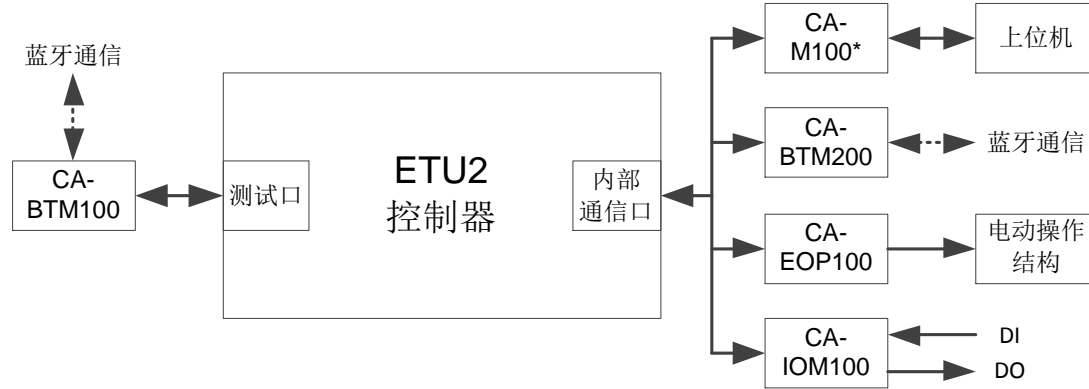 蓝牙通信
CA-
BTM100
测试口
ETU2
控制器
内部
通信口
CA-
M100*
上位机
CA-
BTM200
蓝牙通信
CA-
EOP100
电动操作
结构
CA-
IOM100
DI
DO